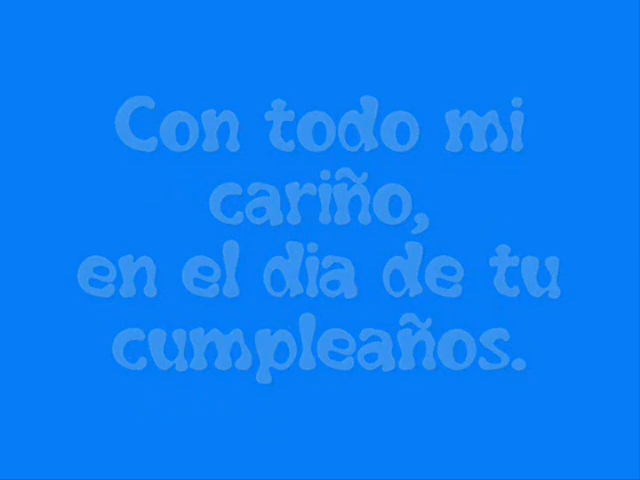 Con todo mi
cariño,
en el dia de tu
cumpleaños.